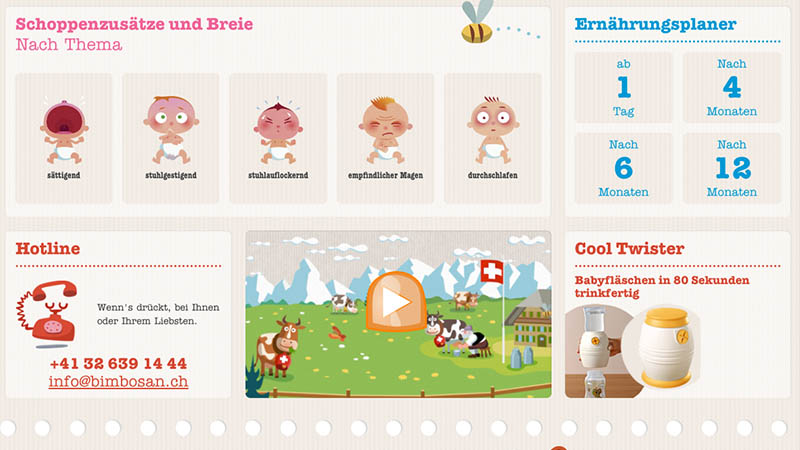 Schoppenzusätze und Breie
Nach Thema
sättigend
stuhlgestigend
stuhlauflockernd
empfindlicher Magen
durchschlafen
Ernährungsplaner
ab
1
Tag
Nach
4
Monaten
Nach
6
Monaten
Nach
12
Monaten
Hotline
Wenn's drückt, bei Ihnen
oder Ihrem Liebsten.
+41 32 639 14 44
info@bimbosan.ch
Cool Twister
Babyfläschen in 80 Sekunden
trinkfertig